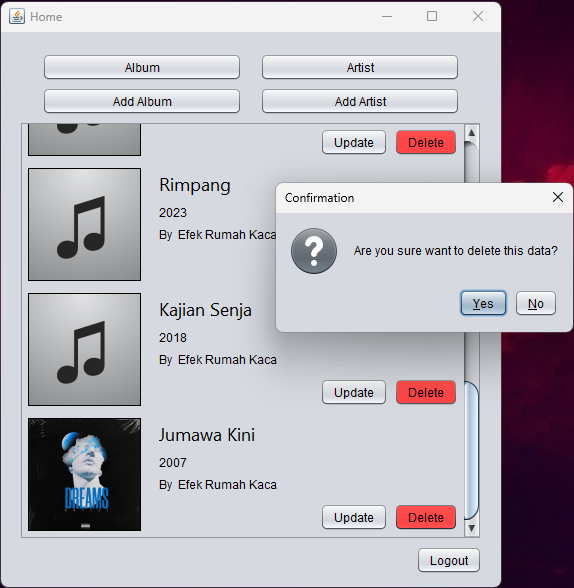 Home
Album
Artist
Add Album
Add Artist
Update
Delete
Rimpang
2023
By Efek Rumah Kaca
Confirmation
Are you sure want to delete this data?
Yes
No
Kajian Senja
2018
By Efek Rumah Kaca
Update
Delete
Jumawa Kini
2007
By Efek Rumah Kaca
DREAMS
Update
Delete
Logout